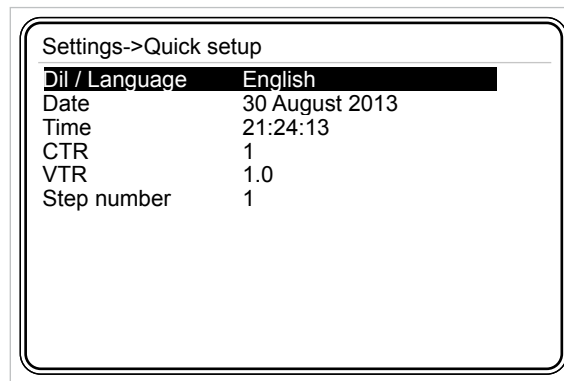 Settings->Quick setup
Dil / Language English
Date 30 August 2013
Time 21:24:13
CTR 1
VTR 1.0
Step number 1